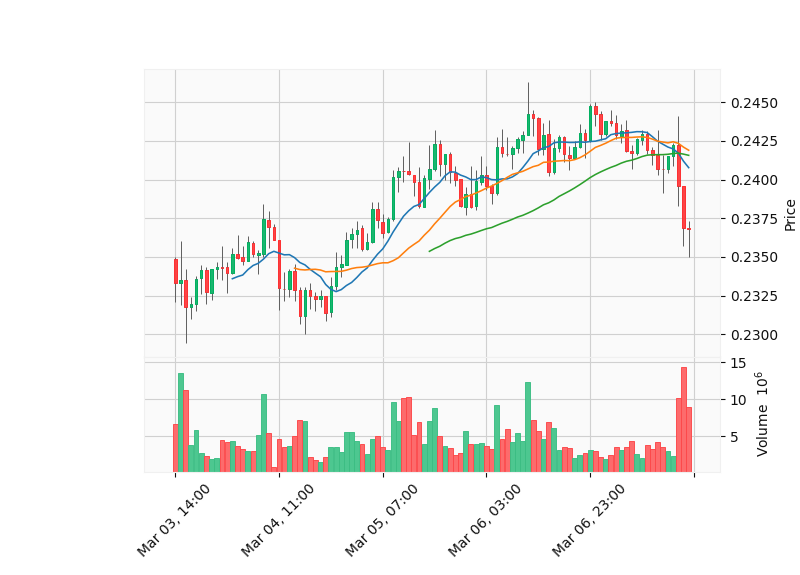 0.2450
0.2425
0.2400
0.2375
0.2350
0.2325
0.2300
Price
15
10
5
Volume 10^6
Mar 03, 14:00
Mar 04, 11:00
Mar 05, 07:00
Mar 06, 03:00
Mar 06, 23:00